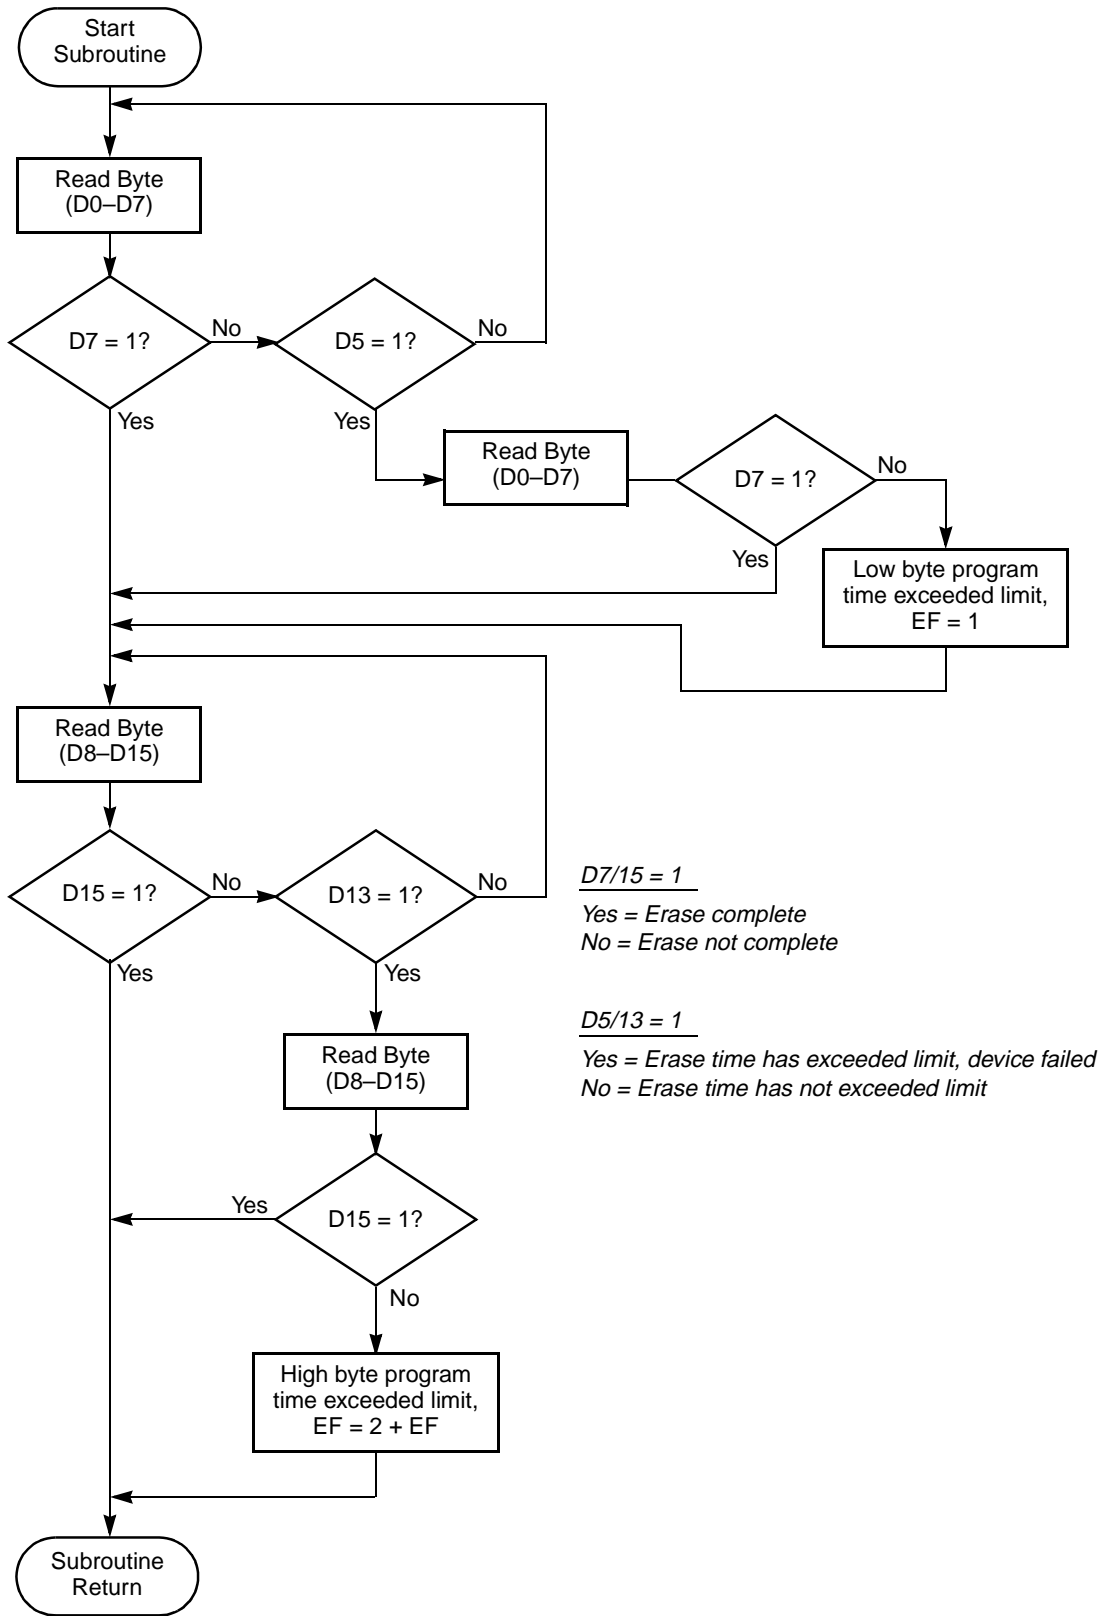 Start
Subroutine
Read Byte
(D0–D7)
D7 = 1?
No
D5 = 1?
No
Yes
Yes
Read Byte
(D0–D7)
D7 = 1?
No
Yes
Low byte program
time exceeded limit,
EF = 1
Read Byte
(D8–D15)
D15 = 1?
No
D13 = 1?
No
Yes
Yes
D7/15 = 1
Yes = Erase complete
No = Erase not complete
D5/13 = 1
Yes = Erase time has exceeded limit, device failed
No = Erase time has not exceeded limit
Read Byte
(D8–D15)
Yes
D15 = 1?
No
High byte program
time exceeded limit,
EF = 2 + EF
Subroutine
Return